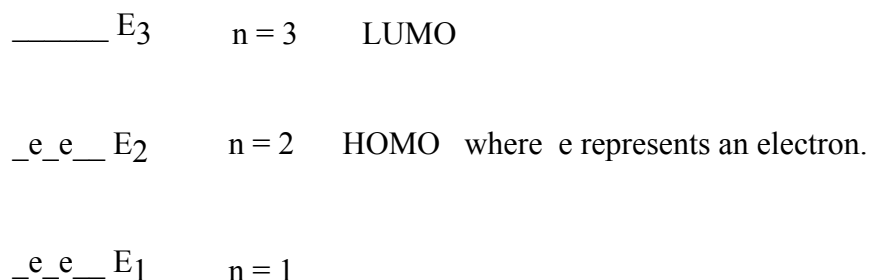 ______ E3 n = 3 LUMO
_e_e__ E2 n = 2 HOMO where e represents an electron.
_e_e__ E1 n = 1